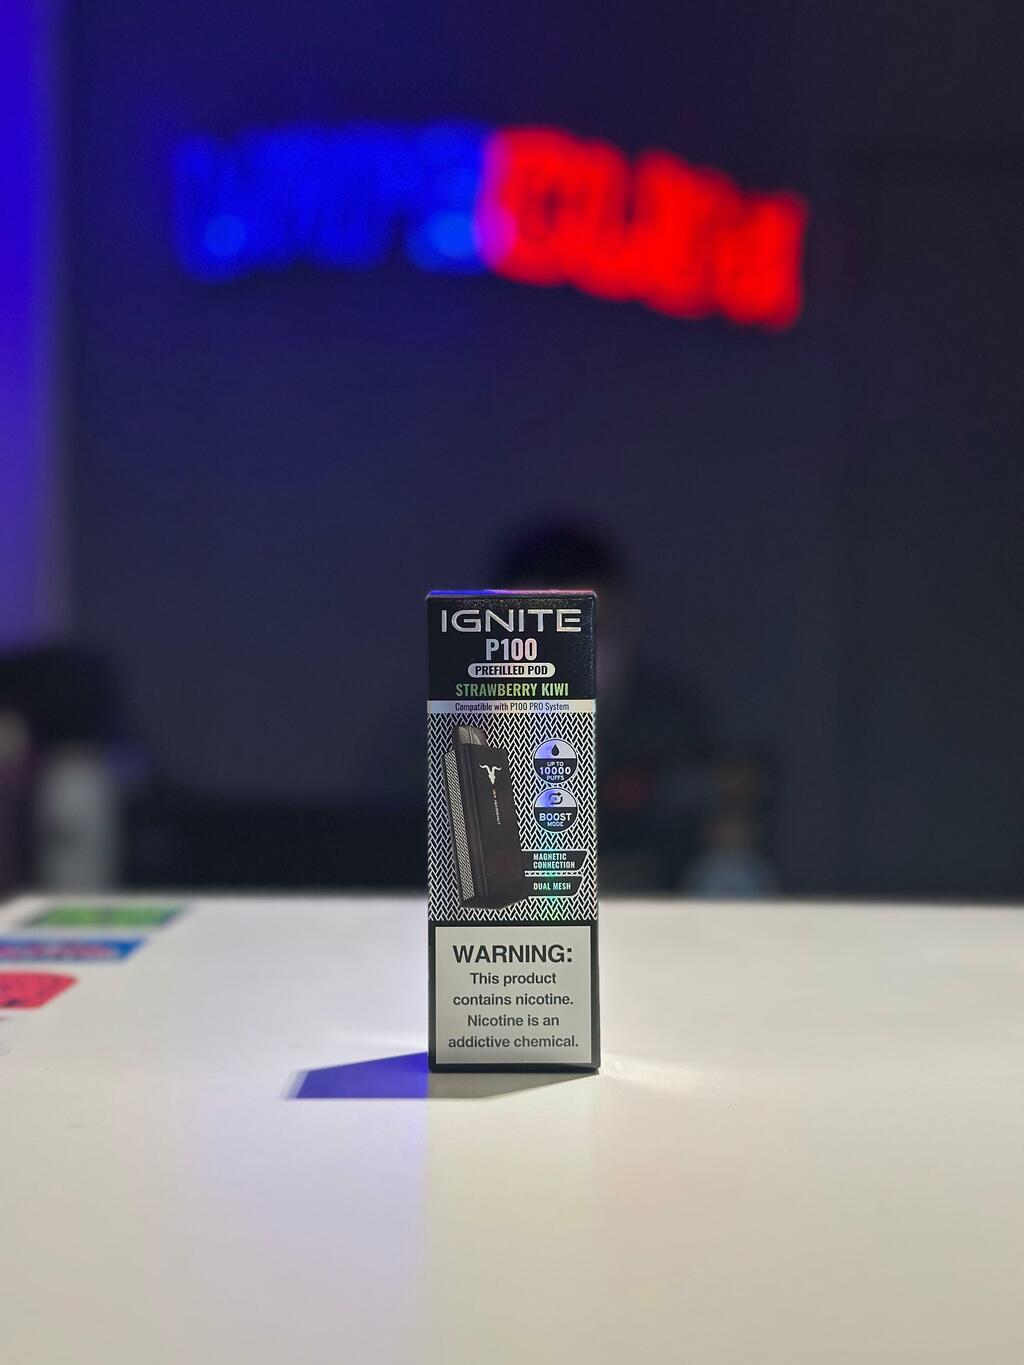 IGNITE
P100
PREFILLED POD
STRAWBERRY KIWI
Compatible with P100 PRO System
UP TO
10000
PUFFS
BOOST
MODE
MAGNETIC
CONNECTION
DUAL MESH
WARNING:
This product
contains nicotine.
Nicotine is an
addictive chemical.